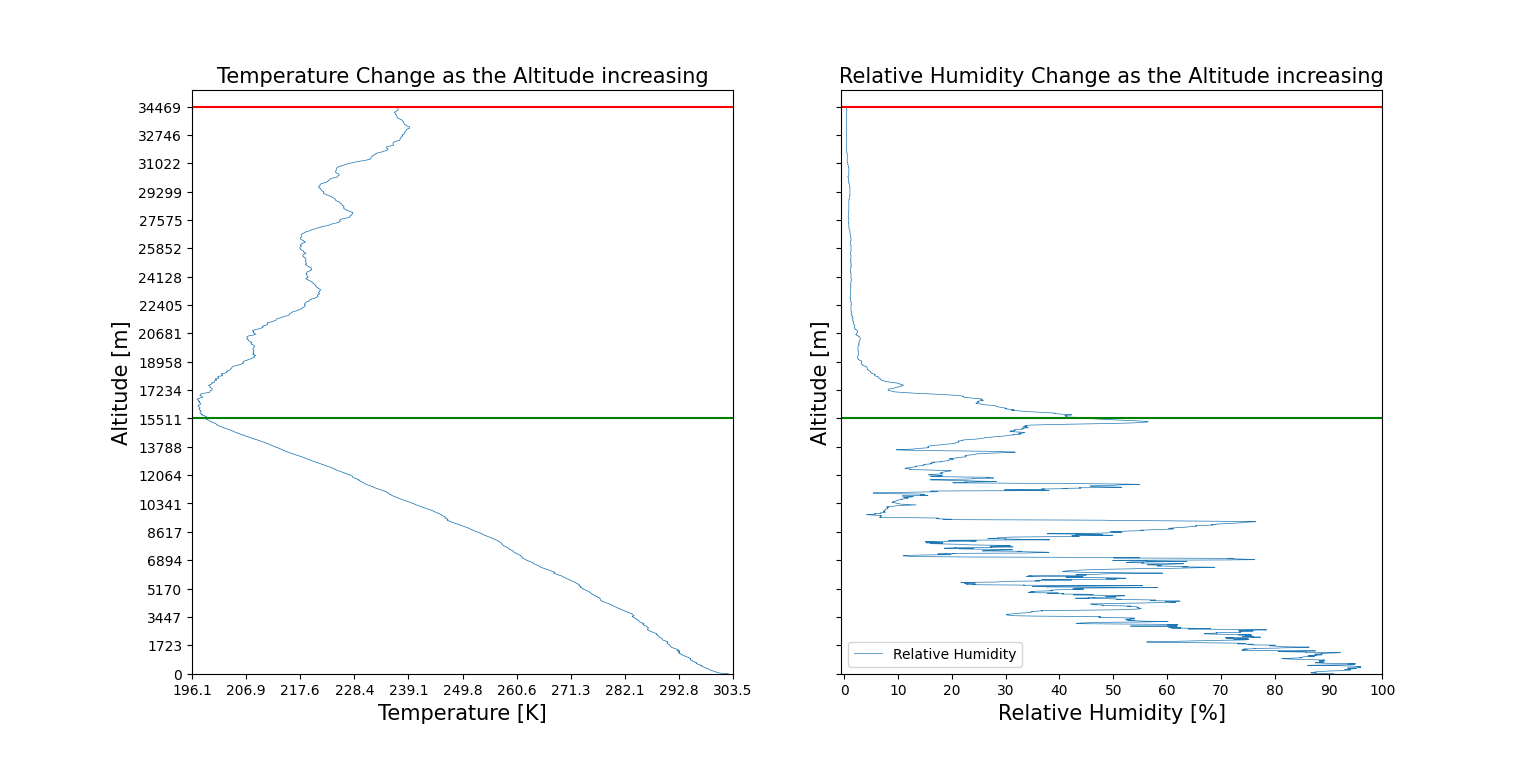 Temperature Change as the Altitude increasing
Altitude [m]
34469
32746
31022
29299
27575
25852
24128
22405
20681
18958
17234
15511
13788
12064
10341
8617
6894
5170
3447
1723
0
196.1 206.9 217.6 228.4 239.1 249.8 260.6 271.3 282.1 292.8 303.5
Temperature [K]
Relative Humidity Change as the Altitude increasing
Altitude [m]
Relative Humidity
0 10 20 30 40 50 60 70 80 90 100
Relative Humidity [%]